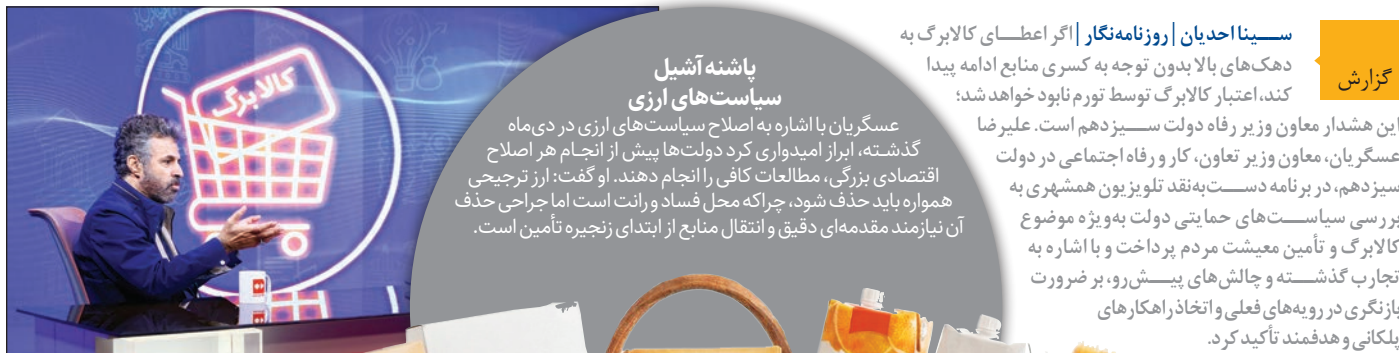 گزارش
سینا احدیان | روزنامه‌نگار | اگر اعطای کالابرگ به
دهک‌های بالا بدون توجه به کسری منابع ادامه پیدا
کند، اعتبار کالابرگ توسط تورم نابود خواهد شد؛
این هشدار معاون وزیر رفاه دولت سیزدهم است. علیرضا
عسگریان، معاون وزیر تعاون، کار و رفاه اجتماعی در دولت
سیزدهم، در برنامه دست‌به‌نقد تلویزیون همشهری به
بررسی سیاست‌های حمایتی دولت به‌ویژه موضوع
کالابرگ و تأمین معیشت مردم پرداخت و با اشاره به
تجارب گذشته و چالش‌های پیش‌رو، بر ضرورت
بازنگری در رویه‌های فعلی و اتخاذ راهکارهای
پلکانی و هدفمند تأکید کرد.
پاشنه آشیل
سیاست‌های ارزی
عسگریان با اشاره به اصلاح سیاست‌های ارزی در دی‌ماه
گذشته، ابراز امیدواری کرد دولت‌ها پیش از انجام هر اصلاح
اقتصادی بزرگی، مطالعات کافی را انجام دهند. او گفت: ارز ترجیحی
همواره باید حذف شود، چراکه محل فساد و رانت است اما جراحی حذف
آن نیازمند مقدمه‌ای دقیق و انتقال منابع از ابتدای زنجیره تأمین است.
کالابرگ